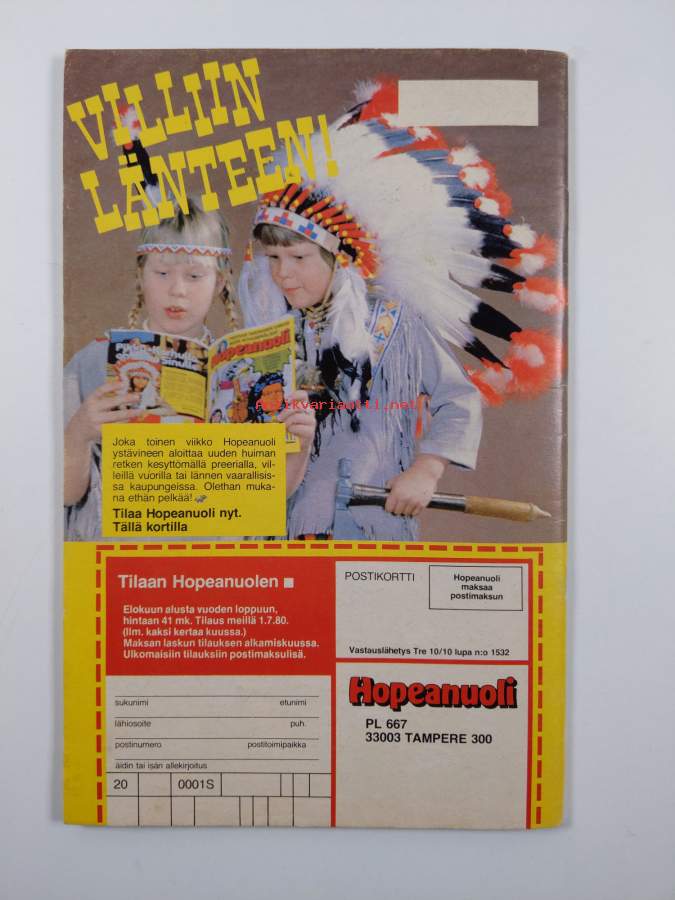 VILLIIN
LÄNTEEN!
Hopeanuoli
Joka toinen viikko Hopeanuoli
ystävineen aloittaa uuden huiman
retken kesyttömällä preerialla, vil-
leillä vuorilla tai lännen vaarallisis-
sa kaupungeissa. Olethan muka-
na ethän pelkää!
Tilaa Hopeanuoli nyt.
Tällä kortilla
antikvariaatti.net
Tilaan Hopeanuolen ■
Elokuun alusta vuoden loppuun,
hintaan 41 mk. Tilaus meillä 1.7.80.
(Ilm. kaksi kertaa kuussa.)
Maksan laskun tilauksen alkamiskuussa.
Ulkomaisiin tilauksiin postimaksulisä.
sukunimi etunimi
lähiosoite puh.
postinumero postitoimipaikka
äidin tai isän allekirjoitus
20 0001S
POSTIKORTTI
Hopeanuoli
maksaa
postimaksun
Vastauslähetys Tre 10/10 lupa n:o 1532
Hopeanuoli
PL 667
33003 TAMPERE 300